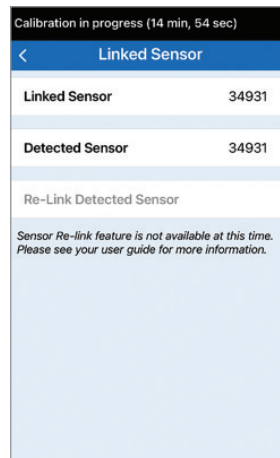 Calibration in progress (14 min, 54 sec)
Linked Sensor
Linked Sensor 34931
Detected Sensor 34931
Re-Link Detected Sensor
Sensor Re-link feature is not available at this time.
Please see your user guide for more information.